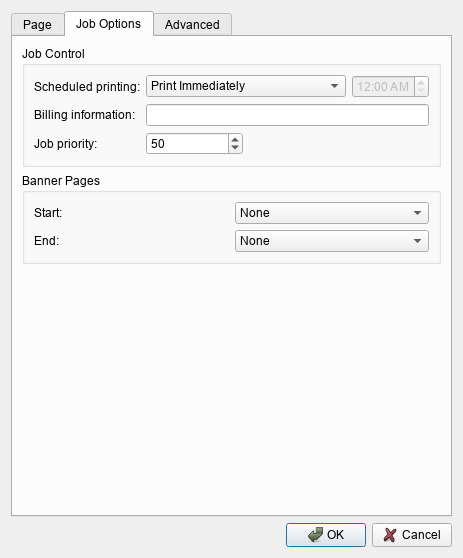 Page Job Options Advanced
Job Control
Scheduled printing: Print Immediately 12:00 AM
Billing information:
Job priority: 50
Banner Pages
Start: None
End: None
OK Cancel